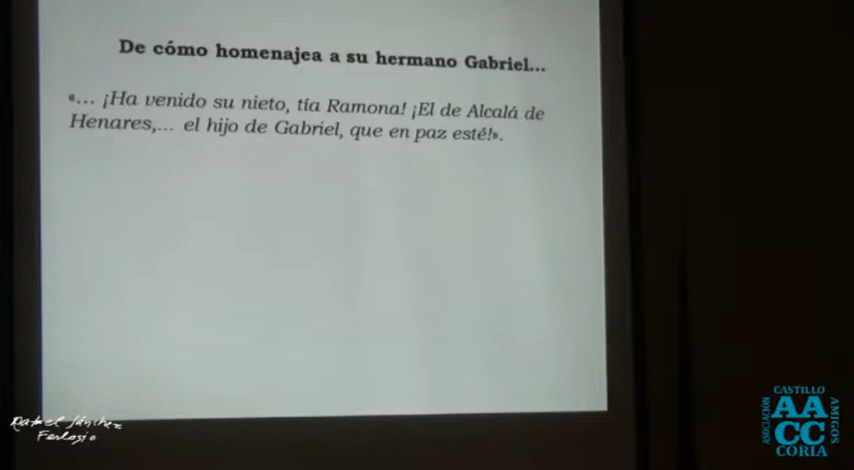 De cómo homenajea a su hermano Gabriel...
«... ¡Ha venido su nieto, tía Ramona! ¡El de Alcalá de
Henares,... el hijo de Gabriel, que en paz esté!».
Rafael Sánchez
Ferlosio
CASTILLO
ASOCIACIÓN
AA
CC
AMIGOS
CORIA